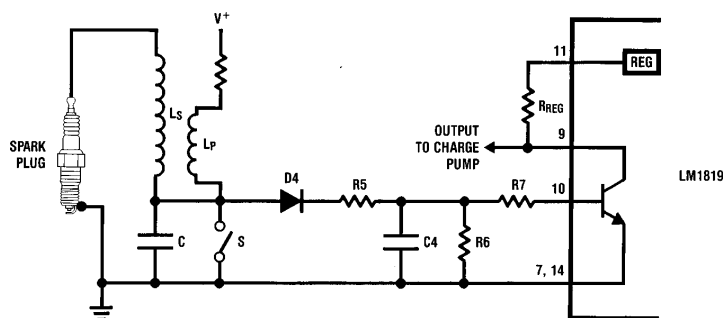 V+
11
REG
LS
RREG
SPARK
PLUG
LP
OUTPUT
TO CHARGE
PUMP
9
LM1819
D4
R5
R7
10
C
S
C4
R6
7, 14